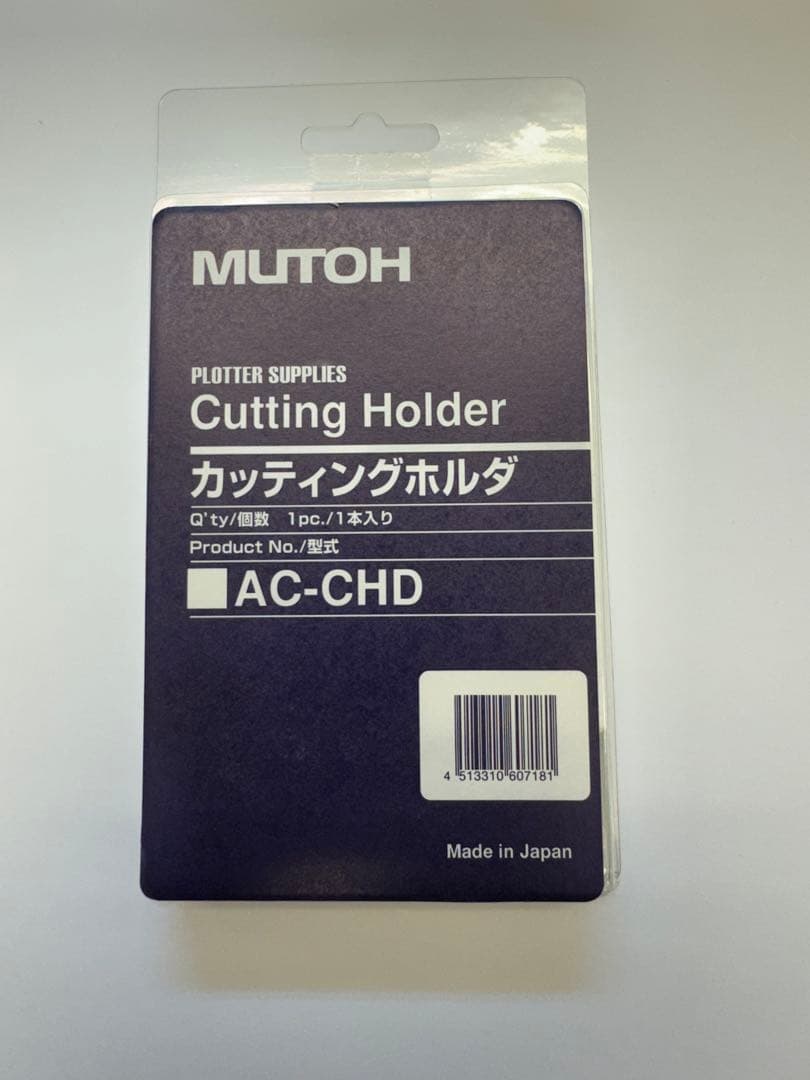 MUTOH
PLOTTER SUPPLIES
Cutting Holder
カッティングホルダ
Q'ty/個数 1pc./1本入り
Product No./型式
AC-CHD
4 513310 607181
Made in Japan